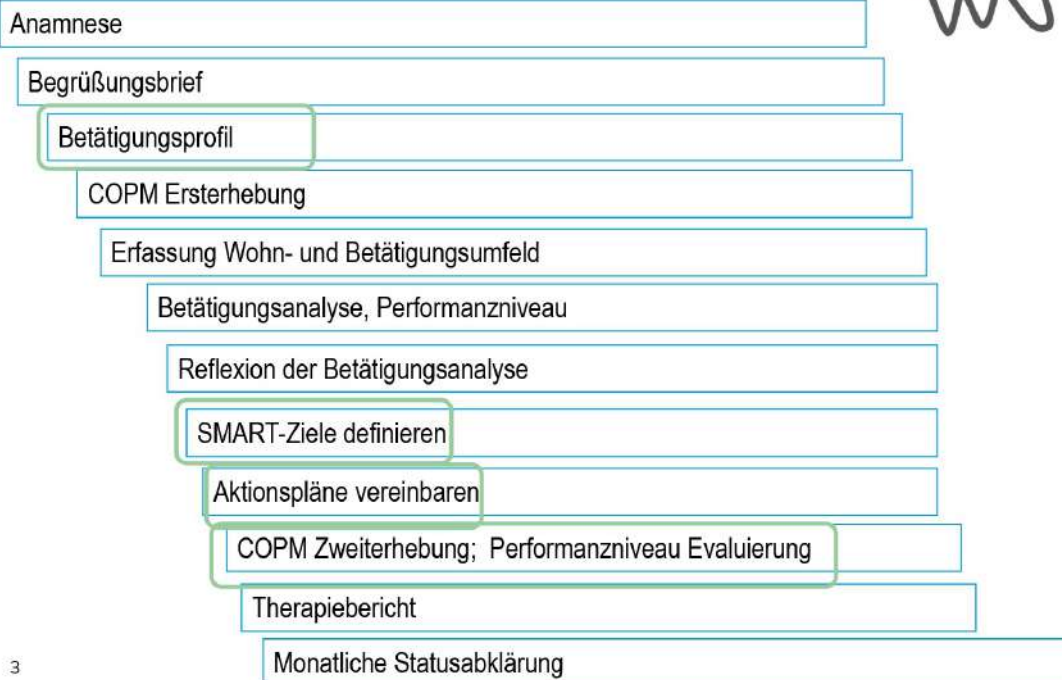 Anamnese
Begrüßungsbrief
Betätigungsprofil
COPM Ersterhebung
Erfassung Wohn- und Betätigungsumfeld
Betätigungsanalyse, Performanzniveau
Reflexion der Betätigungsanalyse
SMART-Ziele definieren
Aktionspläne vereinbaren
COPM Zweiterhebung; Performanzniveau Evaluierung
Therapiebericht
Monatliche Statusabklärung
3